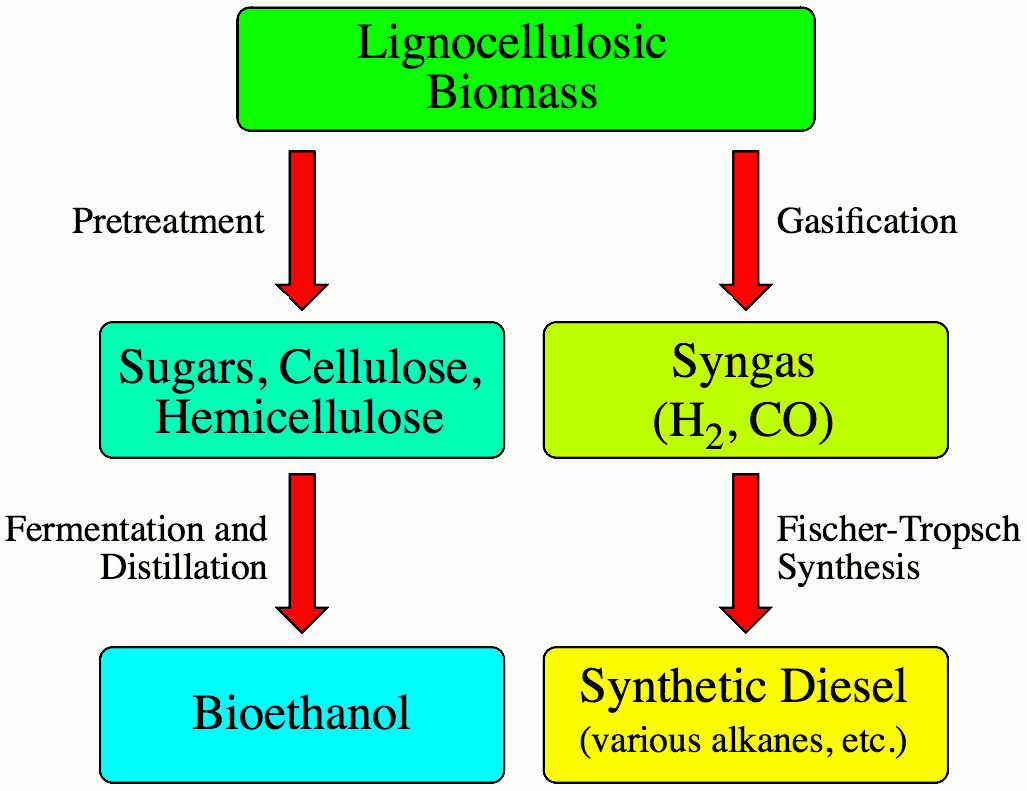 Lignocellulosic
Biomass
Pretreatment
Gasification
Sugars, Cellulose,
Hemicellulose
Syngas
(H₂, CO)
Fermentation and
Distillation
Fischer-Tropsch
Synthesis
Bioethanol
Synthetic Diesel
(various alkanes, etc.)